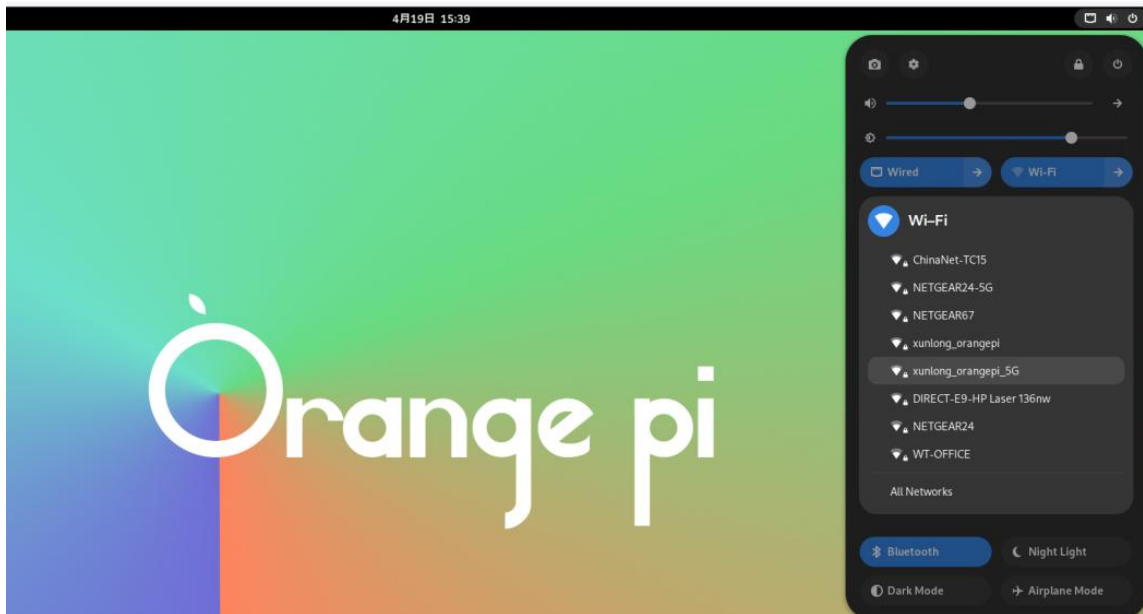 4月19日 15:39
Wired
Wi-Fi
Wi-Fi
ChinaNet-TC15
NETGEAR24-5G
NETGEAR67
xunlong_orangepi
xunlong_orangepi_5G
DIRECT-E9-HP Laser 136nw
NETGEAR24
WT-OFFICE
All Networks
Bluetooth
Night Light
Dark Mode
Airplane Mode
Orange pi